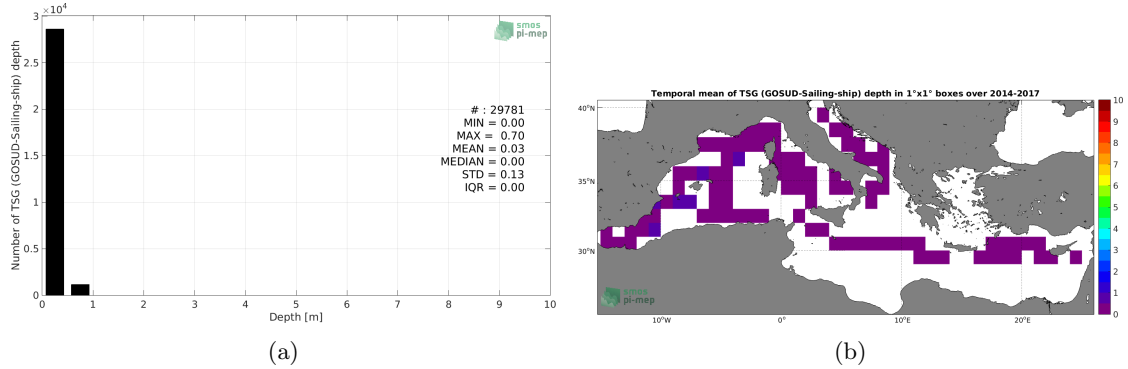 ×10⁴
3
2.5
2
1.5
1
0.5
0
Number of TSG (GOSUD-Sailing-ship) depth
0 1 2 3 4 5 6 7 8 9 10
Depth [m]
smos
pi-mep
# : 29781
MIN = 0.00
MAX = 0.70
MEAN = 0.03
MEDIAN = 0.00
STD = 0.13
IQR = 0.00
(a)
Temporal mean of TSG (GOSUD-Sailing-ship) depth in 1°x1° boxes over 2014-2017
40°N
35°N
30°N
10°W 0° 10°E 20°E
smos
pi-mep
10
9
8
7
6
5
4
3
2
1
0
(b)